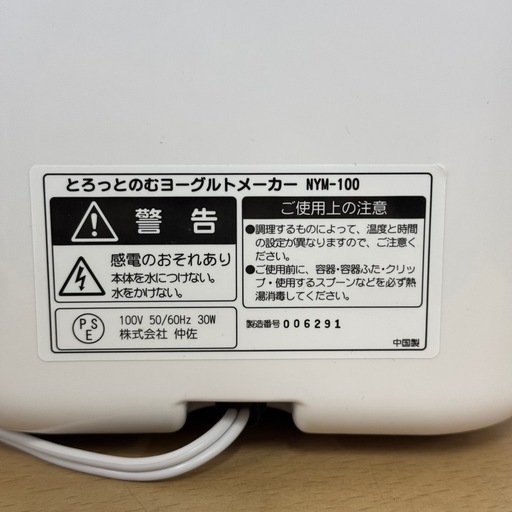 とろっとのむヨーグルトメーカー NYM-100
警告
感電のおそれあり
本体を水につけない。
水をかけない。
PSE
100V 50/60Hz 30W
株式会社 仲佐
ご使用上の注意
●調理するものによって、温度と時間
の設定が異なりますので、ご注意く
ださい。
●ご使用前に、容器・容器ふた・クリッ
プ・使用するスプーンなどを必ず熱
湯消毒してください。
製造番号 006291
中国製